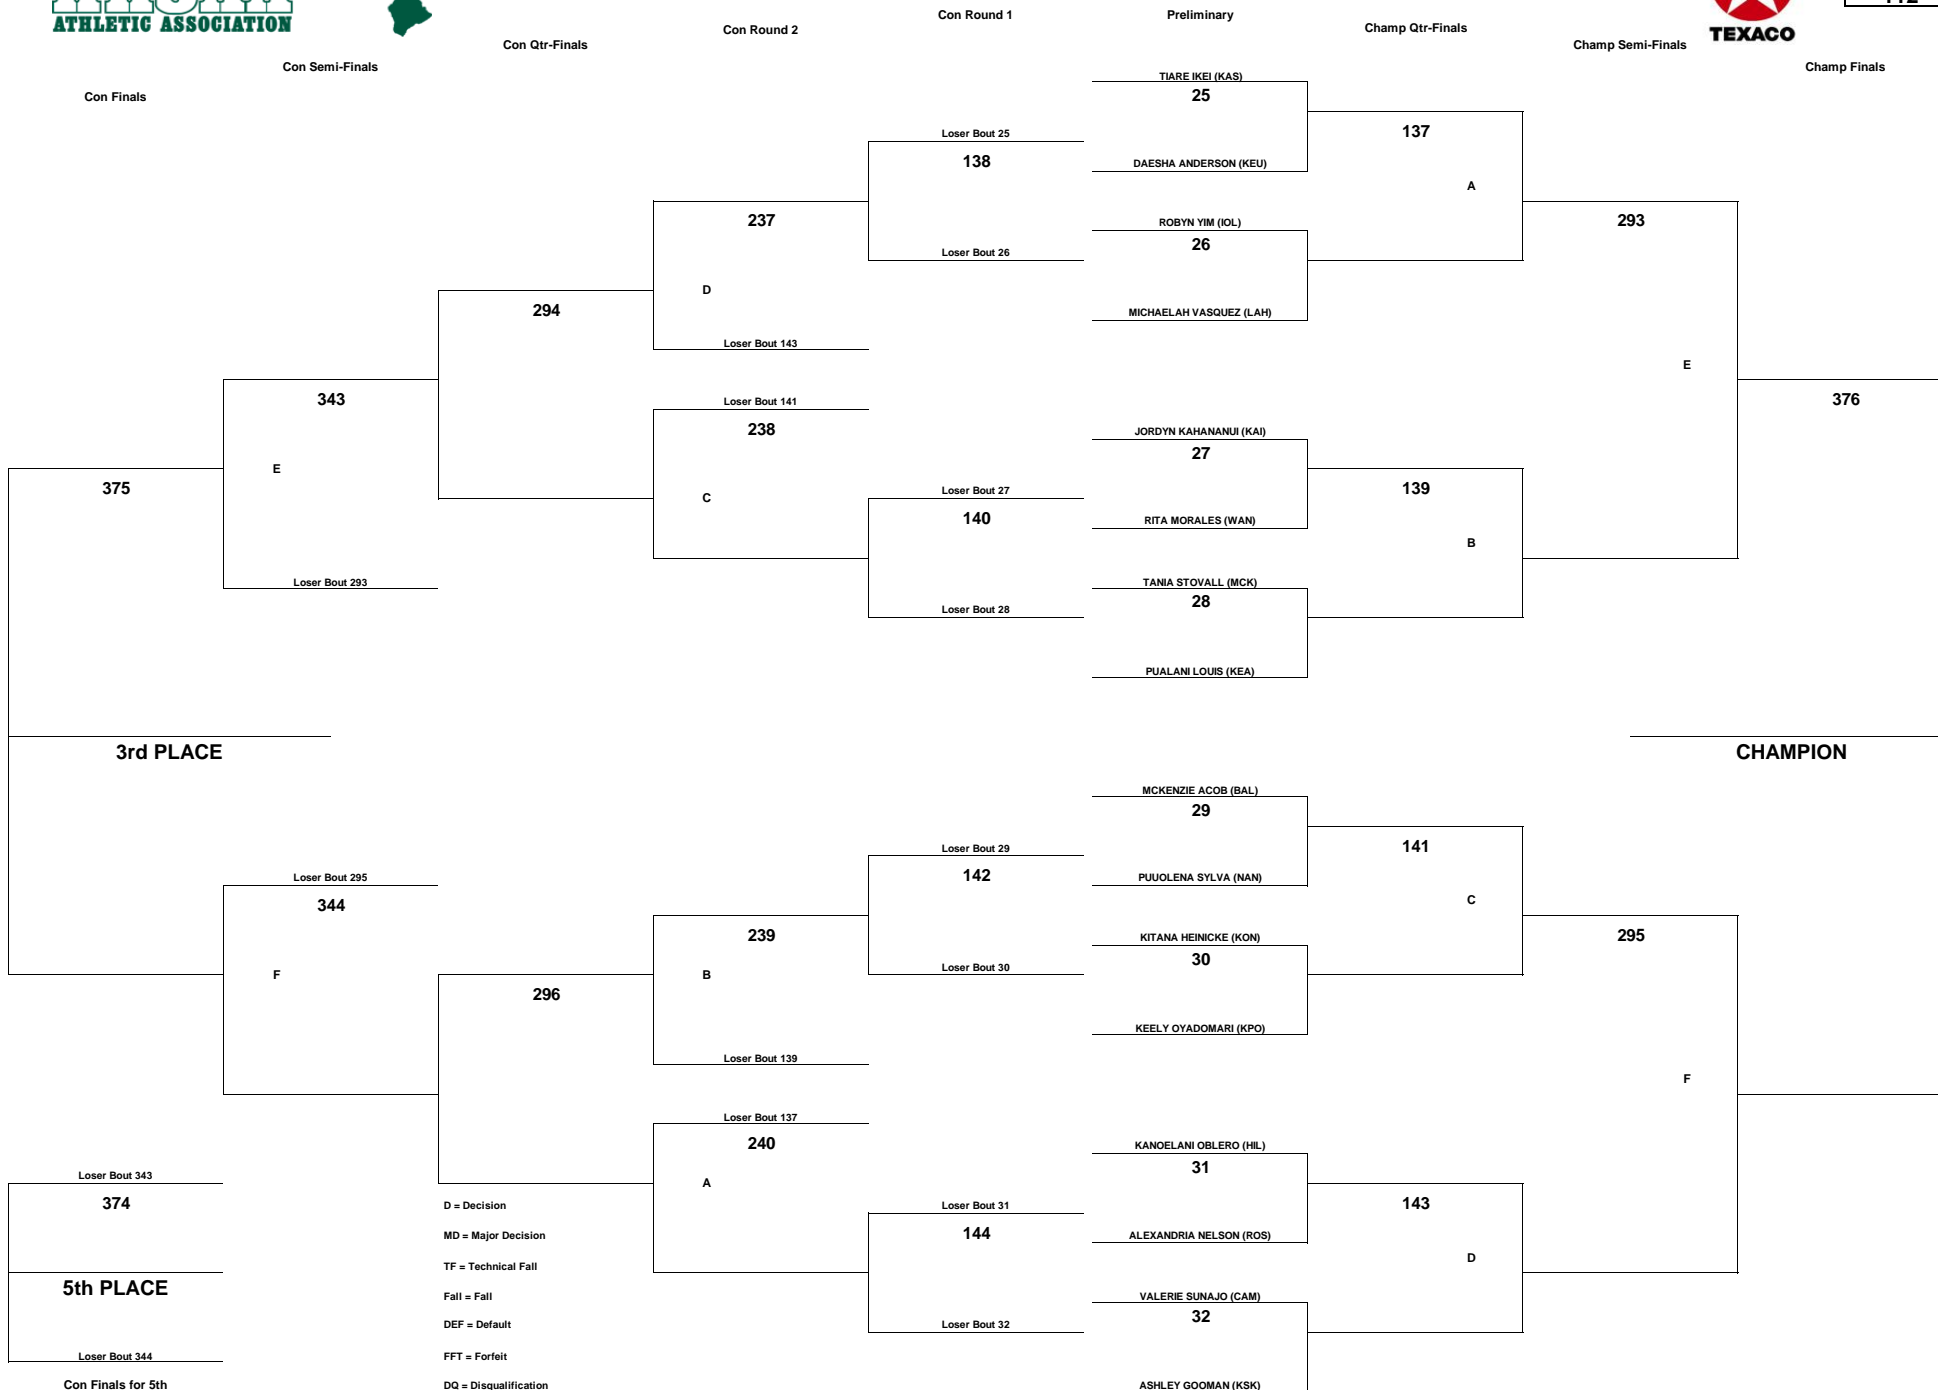 ATHLETIC ASSOCIATION
TEXACO
Con Round 1
Preliminary
Con Round 2
Champ Qtr-Finals
Con Qtr-Finals
Champ Semi-Finals
Con Semi-Finals
Champ Finals
Con Finals
TIARE IKEI (KAS)
25
Loser Bout 25
137
138
DAESHA ANDERSON (KEU)
A
237
ROBYN YIM (IOL)
293
26
Loser Bout 26
D
294
MICHAELAH VASQUEZ (LAH)
Loser Bout 143
E
343
Loser Bout 141
376
238
JORDYN KAHANANUI (KAI)
27
E
375
C
Loser Bout 27
139
140
RITA MORALES (WAN)
B
Loser Bout 293
TANIA STOVALL (MCK)
28
Loser Bout 28
PUALANI LOUIS (KEA)
3rd PLACE
CHAMPION
MCKENZIE ACOB (BAL)
29
Loser Bout 29
141
Loser Bout 295
142
PUUOLENA SYLVA (NAN)
344
C
239
KITANA HEINICKE (KON)
295
30
Loser Bout 30
F
B
296
KEELY OYADOMARI (KPO)
Loser Bout 139
F
Loser Bout 137
240
KANOELANI OBLERO (HIL)
31
Loser Bout 343
A
374
D = Decision
Loser Bout 31
143
144
MD = Major Decision
ALEXANDRIA NELSON (ROS)
D
TF = Technical Fall
5th PLACE
Fall = Fall
VALERIE SUNAJO (CAM)
32
DEF = Default
Loser Bout 32
Loser Bout 344
FFT = Forfeit
Con Finals for 5th
DQ = Disqualification
ASHLEY GOOMAN (KSK)